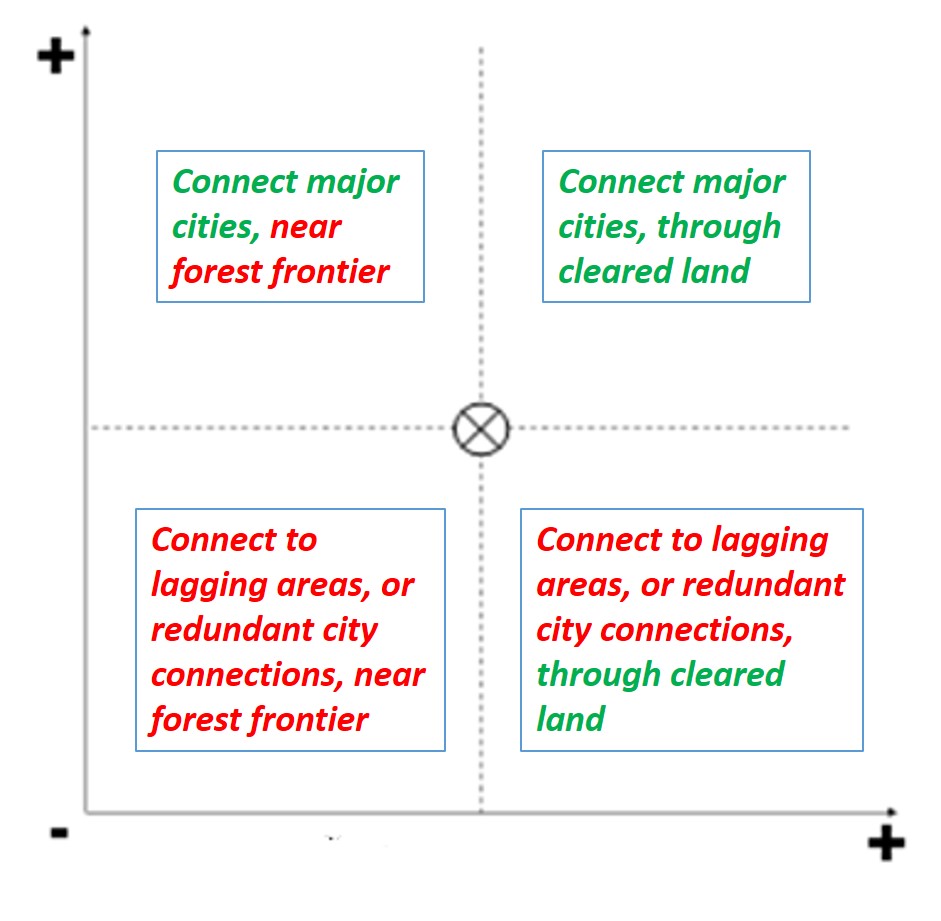 +
Connect major
cities, near
forest frontier
Connect major
cities, through
cleared land
Connect to
lagging areas, or
redundant city
connections, near
forest frontier
Connect to lagging
areas, or redundant
city connections,
through cleared
land
-
+